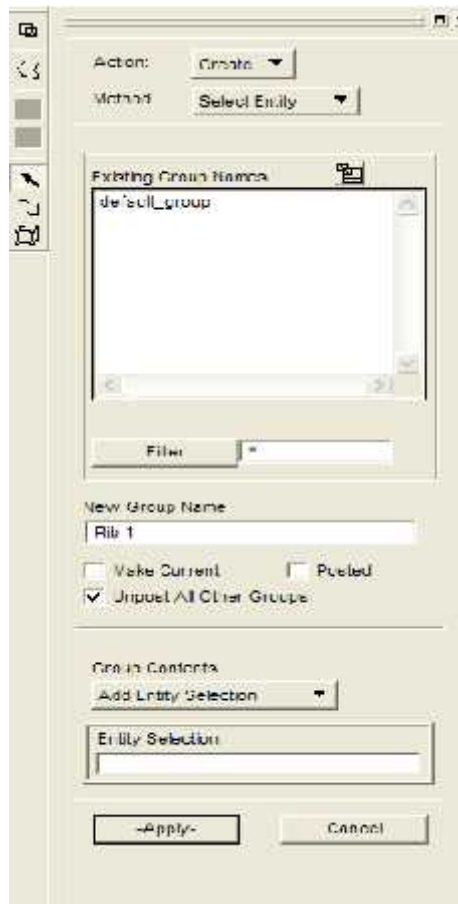 Action: Create
Method Select Entity
Existing Group Names
default_group
Filter *
New Group Name
Rib 1
Make Current Posted
Unpost All Other Groups
Group Contents
Add Entity Selection
Entity Selection
-Apply- Cancel